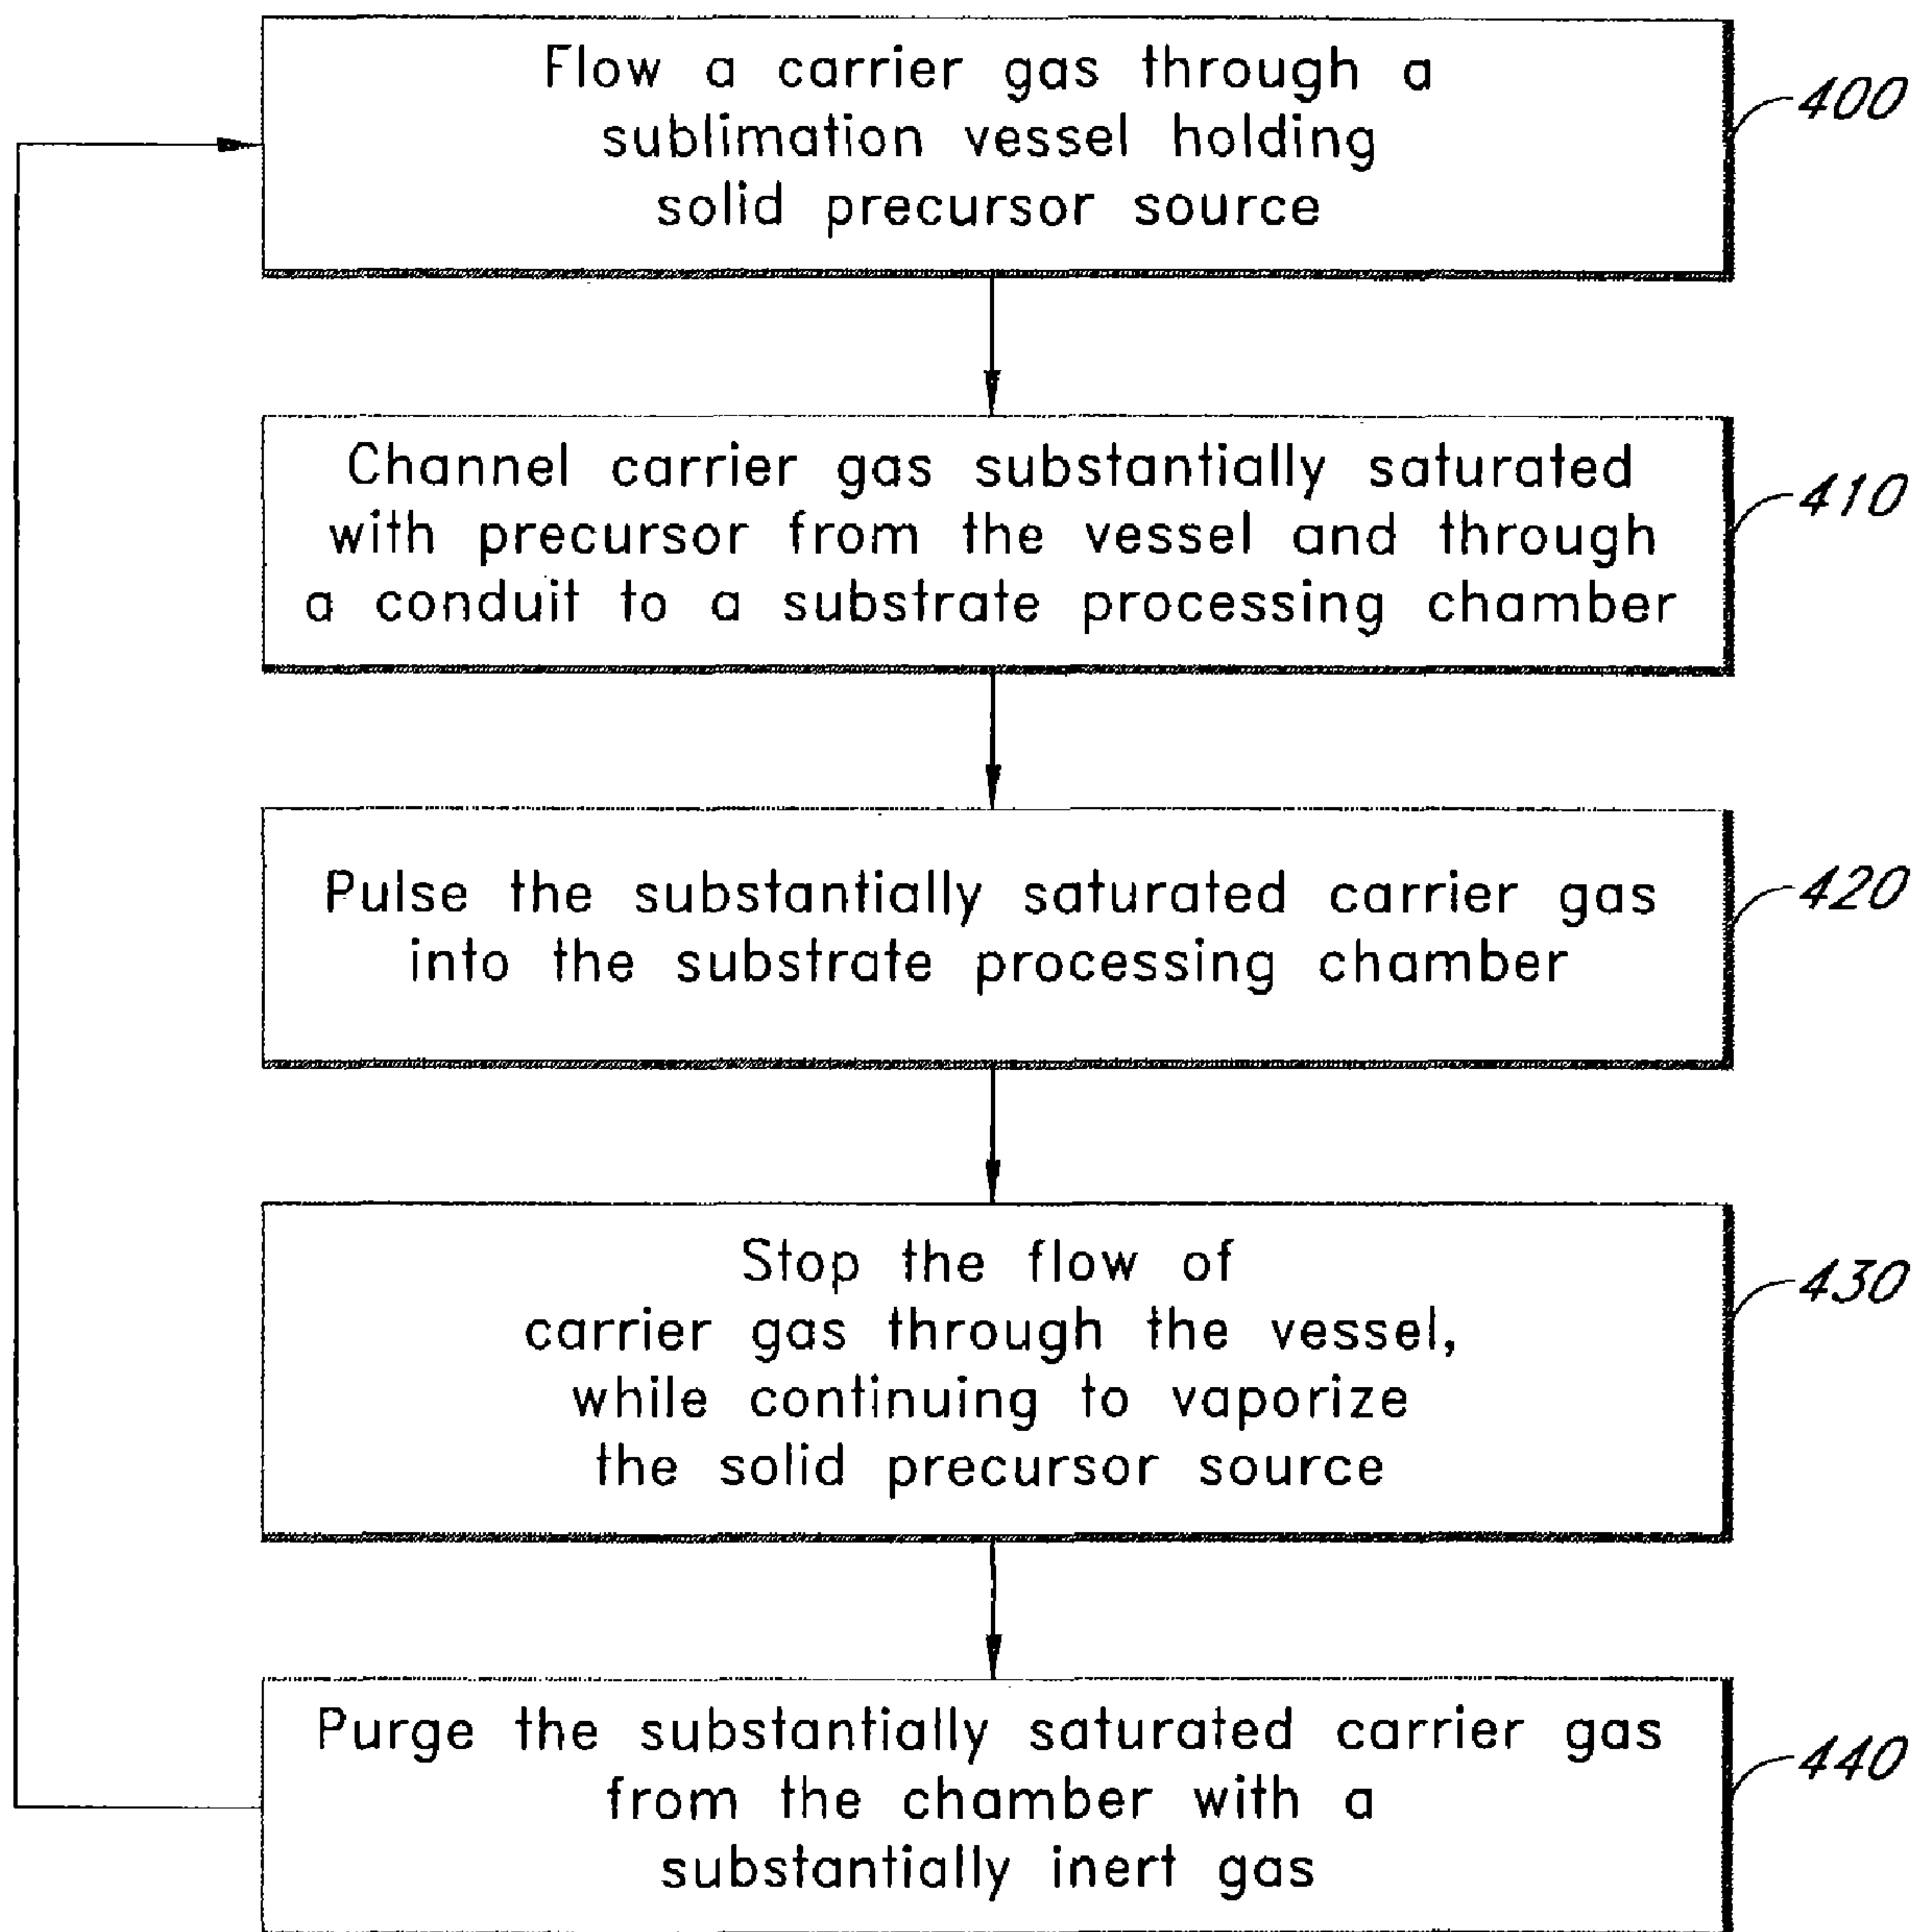 Flow a carrier gas through a
sublimation vessel holding
solid precursor source
400
Channel carrier gas substantially saturated
with precursor from the vessel and through
a conduit to a substrate processing chamber
410
Pulse the substantially saturated carrier gas
into the substrate processing chamber
420
Stop the flow of
carrier gas through the vessel,
while continuing to vaporize
the solid precursor source
430
Purge the substantially saturated carrier gas
from the chamber with a
substantially inert gas
440